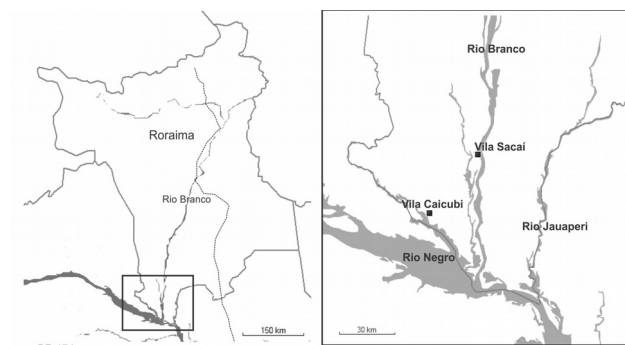 Roraima
Rio Branco
150 km
Rio Branco
Vila Sacaí
Vila Caicubi
Rio Jauaperi
Rio Negro
30 km